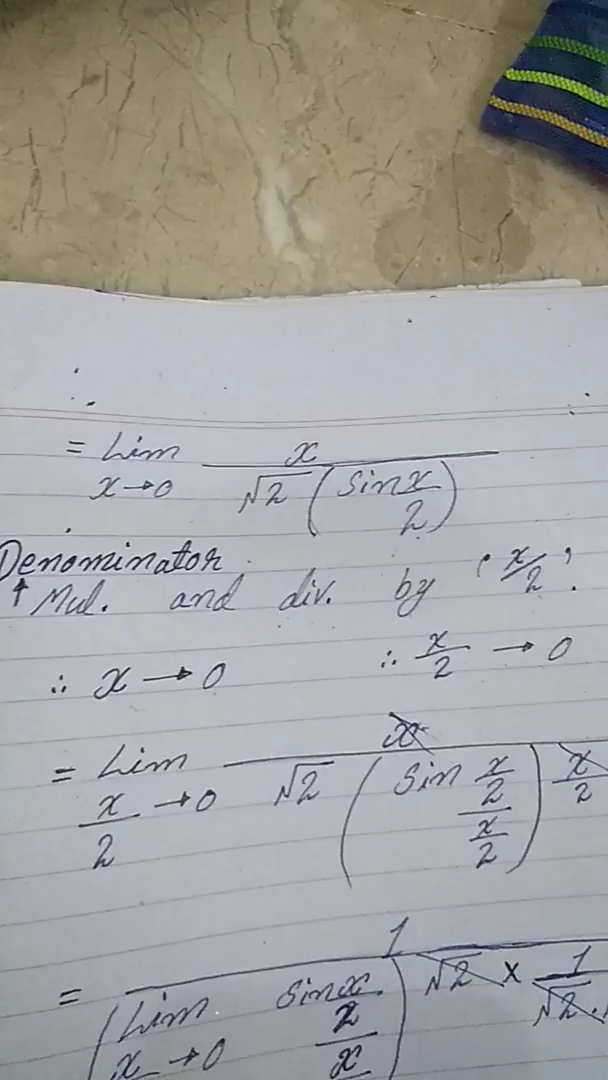 = Lim x→0 x / √2 (Sin x/2)
Denominator
↑ Mul. and div. by ' x/2 '.
∴ x → 0 ∴ x/2 → 0
= Lim x/2 →0 x / √2 (Sin x/2 / x/2) x/2
= 1 / (Lim x →0 Sin x/2 / x) √2 × 1/√2.